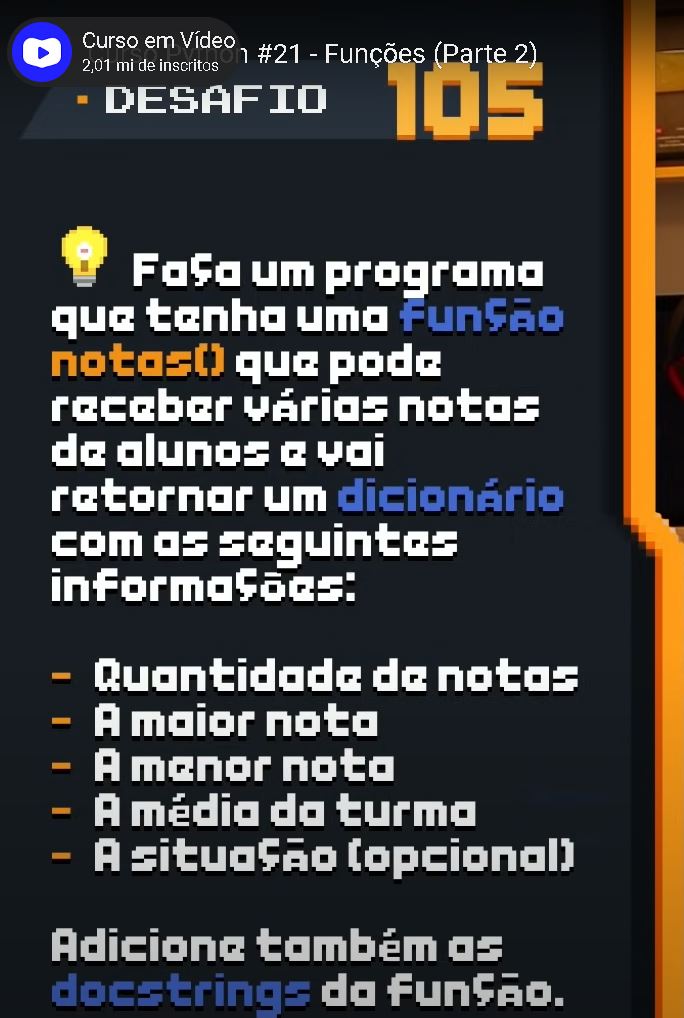 Curso em Vídeo
Curso Python #21 - Funções (Parte 2)
2,01 mi de inscritos
DESAFIO 105
Faça um programa
que tenha uma função
notas() que pode
receber várias notas
de alunos e vai
retornar um dicionário
com as seguintes
informações:
- Quantidade de notas
- A maior nota
- A menor nota
- A média da turma
- A situação (opcional)
Adicione também as
docstrings da função.